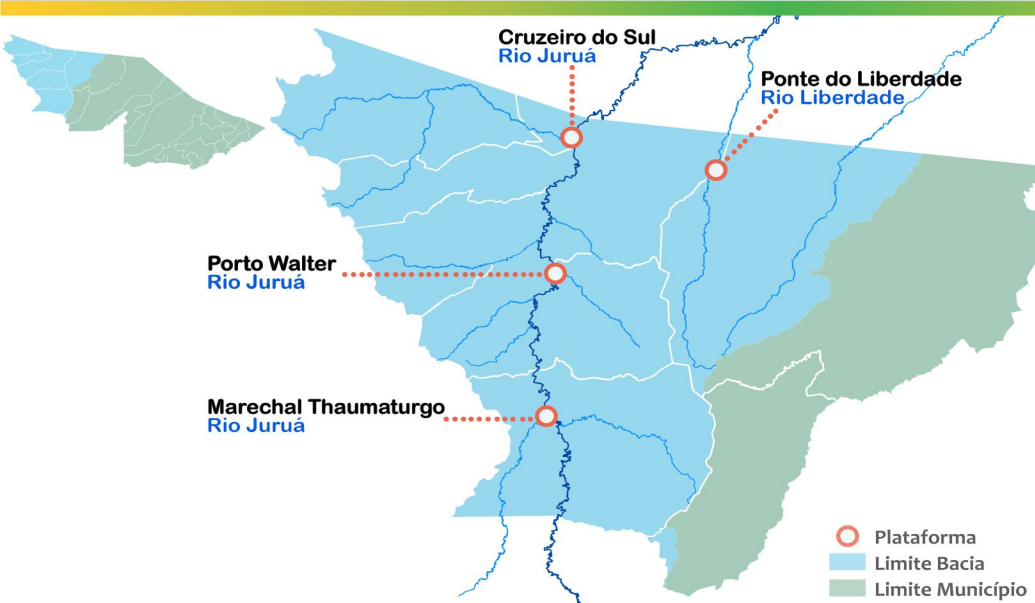 Cruzeiro do Sul
Rio Juruá
Ponte do Liberdade
Rio Liberdade
Porto Walter
Rio Juruá
Marechal Thaumaturgo
Rio Juruá
Plataforma
Limite Bacia
Limite Município